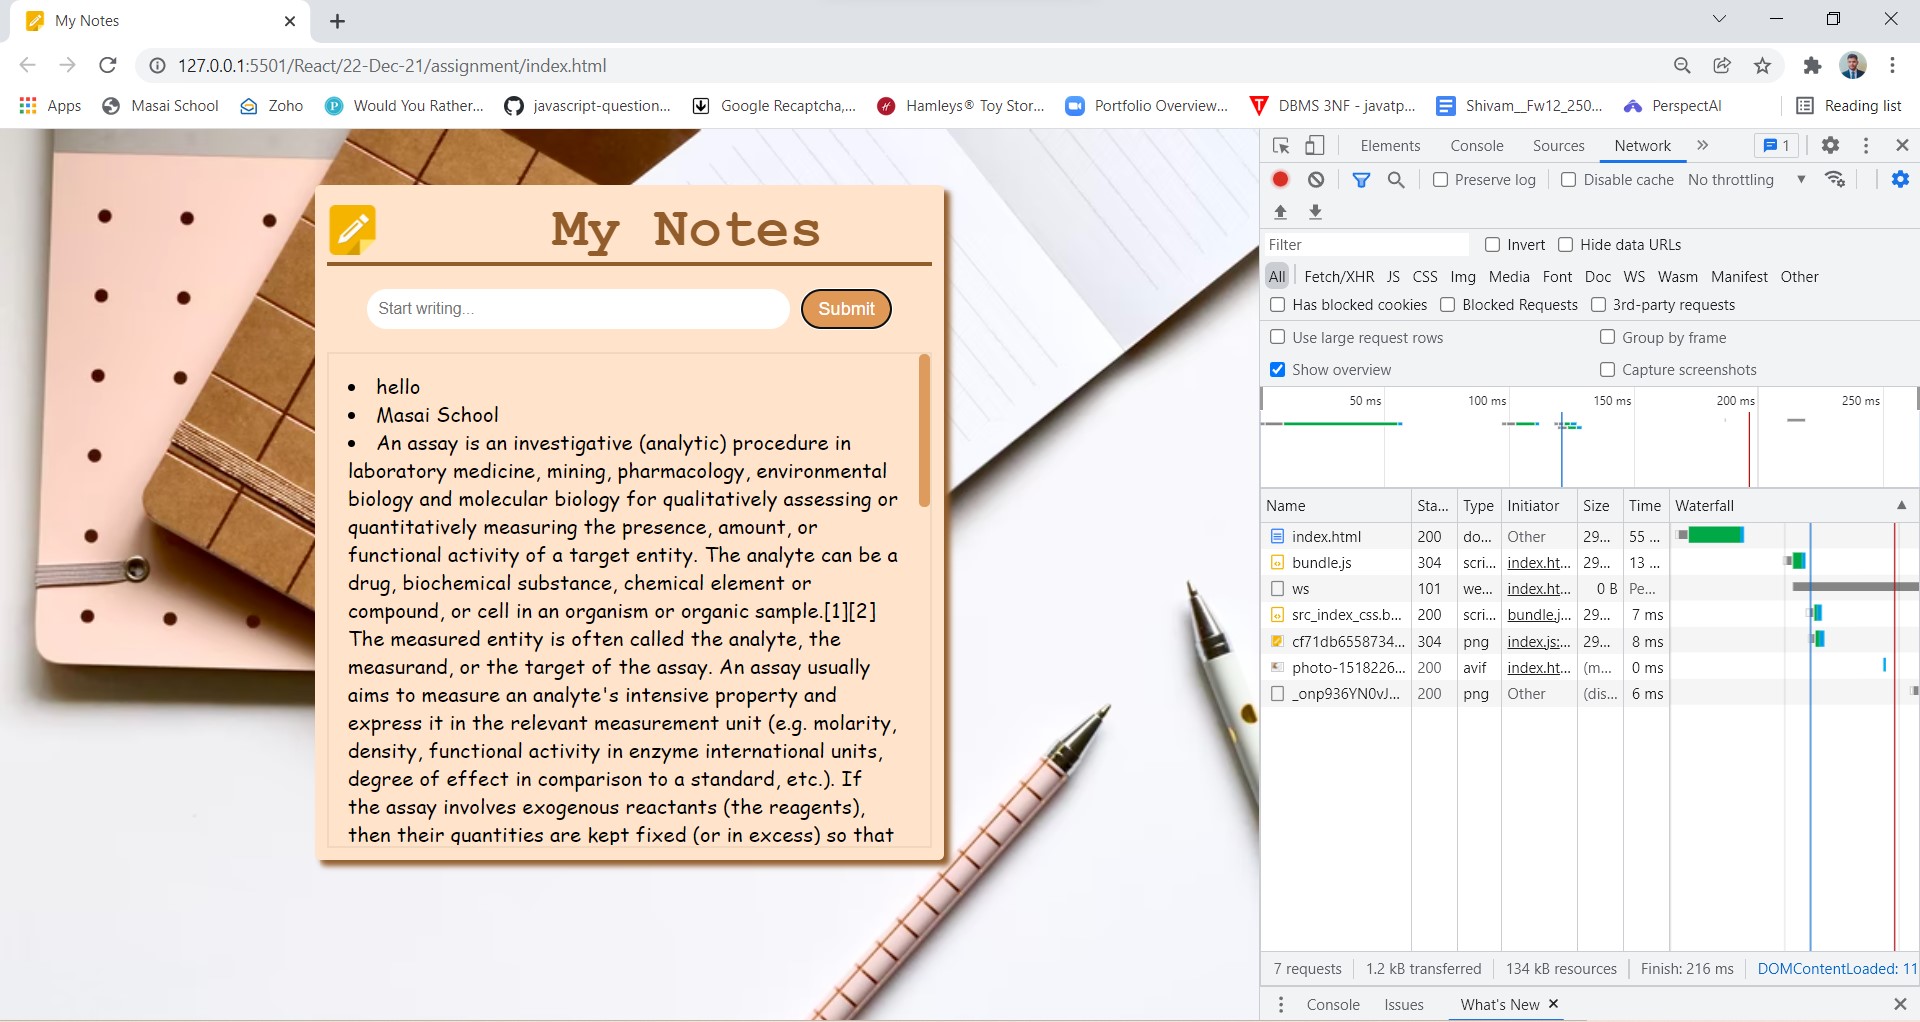 My Notes
127.0.0.1:5501/React/22-Dec-21/assignment/index.html
Apps Masai School Zoho Would You Rather... javascript-question... Google Recaptcha,... Hamleys® Toy Stor... Portfolio Overview... DBMS 3NF - javatp... Shivam__Fw12_250... PerspectAI Reading list
My Notes
Start writing...
Submit
• hello
• Masai School
• An assay is an investigative (analytic) procedure in
laboratory medicine, mining, pharmacology, environmental
biology and molecular biology for qualitatively assessing or
quantitatively measuring the presence, amount, or
functional activity of a target entity. The analyte can be a
drug, biochemical substance, chemical element or
compound, or cell in an organism or organic sample.[1][2]
The measured entity is often called the analyte, the
measurand, or the target of the assay. An assay usually
aims to measure an analyte's intensive property and
express it in the relevant measurement unit (e.g. molarity,
density, functional activity in enzyme international units,
degree of effect in comparison to a standard, etc.). If
the assay involves exogenous reactants (the reagents),
then their quantities are kept fixed (or in excess) so that
Elements Console Sources Network 1
Preserve log Disable cache No throttling
Filter Invert Hide data URLs
All Fetch/XHR JS CSS Img Media Font Doc WS Wasm Manifest Other
Has blocked cookies Blocked Requests 3rd-party requests
Use large request rows Group by frame
Show overview Capture screenshots
50 ms 100 ms 150 ms 200 ms 250 ms
Name Sta... Type Initiator Size Time Waterfall
index.html 200 do... Other 29... 55 ...
bundle.js 304 scri... index.ht... 29... 13 ...
ws 101 we... index.ht... 0 B Pe...
src_index_css.b... 200 scri... bundle.j... 29... 7 ms
cf71db6558734... 304 png index.js:... 29... 8 ms
photo-1518226... 200 avif index.ht... (m... 0 ms
_onp936YN0vJ... 200 png Other (dis... 6 ms
7 requests 1.2 kB transferred 134 kB resources Finish: 216 ms DOMContentLoaded: 11
Console Issues What's New